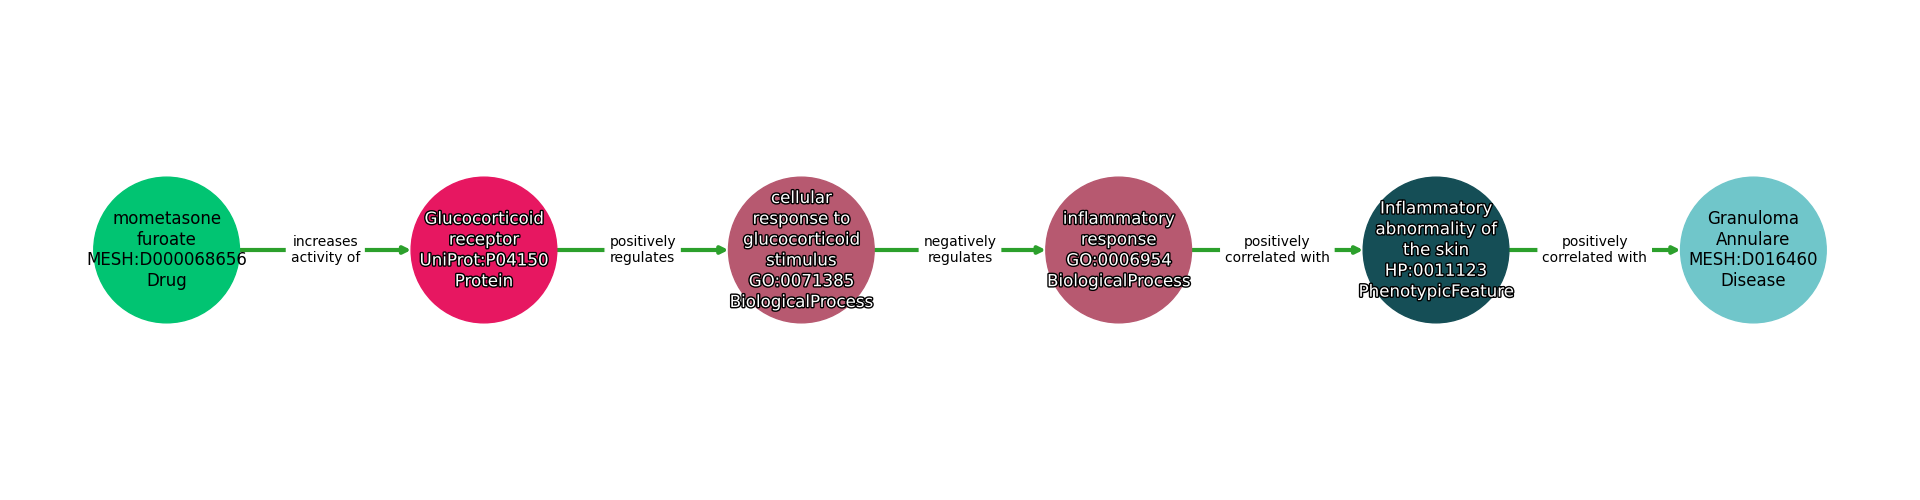 mometasone
furoate
MESH:D000068656
Drug
increases
activity of
Glucocorticoid
receptor
UniProt:P04150
Protein
positively
regulates
cellular
response to
glucocorticoid
stimulus
GO:0071385
BiologicalProcess
negatively
regulates
inflammatory
response
GO:0006954
BiologicalProcess
positively
correlated with
Inflammatory
abnormality of
the skin
HP:0011123
PhenotypicFeature
positively
correlated with
Granuloma
Annulare
MESH:D016460
Disease